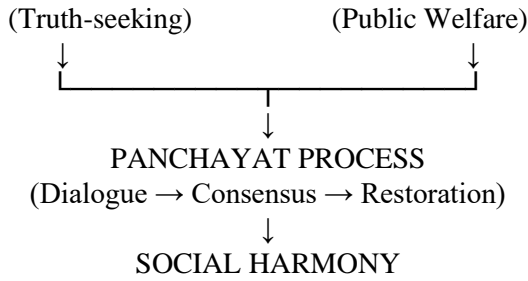 (Truth-seeking) (Public Welfare)
↓ ↓
↓
PANCHAYAT PROCESS
(Dialogue → Consensus → Restoration)
↓
SOCIAL HARMONY